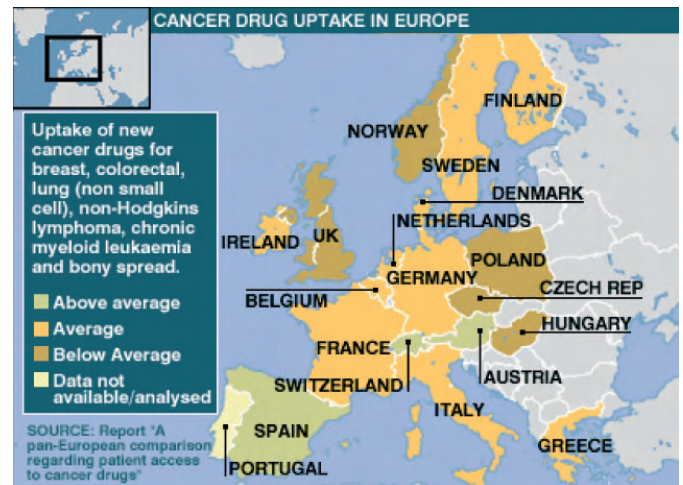 CANCER DRUG UPTAKE IN EUROPE
Uptake of new
cancer drugs for
breast, colorectal,
lung (non small
cell), non-Hodgkins
lymphoma, chronic
myeloid leukaemia
and bony spread.
Above average
Average
Below Average
Data not
available/analysed
SOURCE: Report "A
pan-European comparison
regarding patient access
to cancer drugs"
FINLAND
NORWAY
SWEDEN
DENMARK
NETHERLANDS
IRELAND
UK
POLAND
GERMANY
CZECH REP
BELGIUM
HUNGARY
FRANCE
SWITZERLAND
AUSTRIA
ITALY
SPAIN
GREECE
PORTUGAL